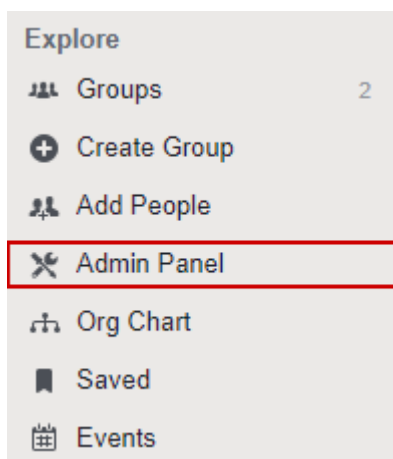 Explore
Groups 2
Create Group
Add People
Admin Panel
Org Chart
Saved
Events